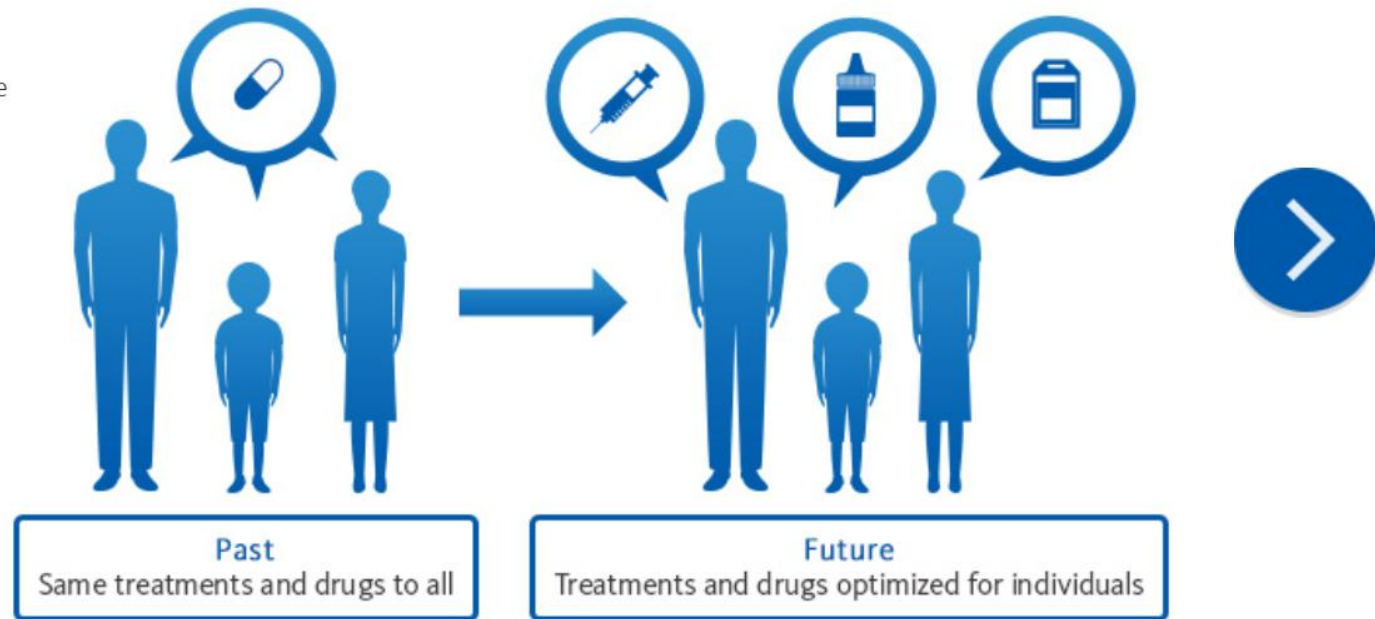 Past
Same treatments and drugs to all
Future
Treatments and drugs optimized for individuals